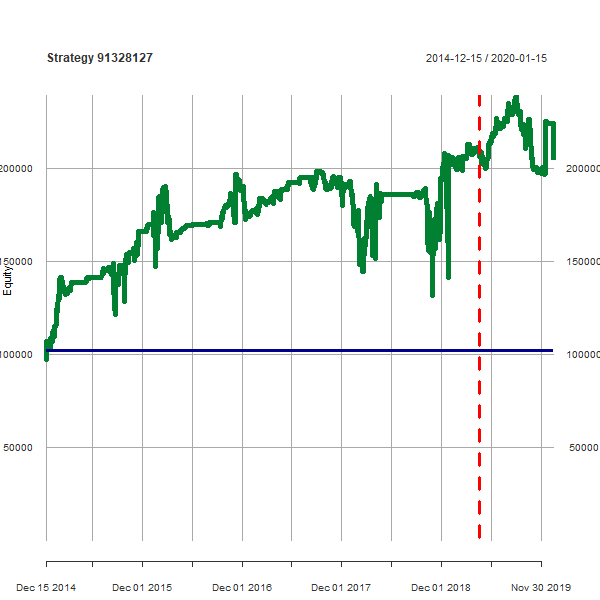 Strategy 91328127
2014-12-15 / 2020-01-15
200000 200000
150000 150000
Equity
100000 100000
50000 50000
Dec 15 2014 Dec 01 2015 Dec 01 2016 Dec 01 2017 Dec 01 2018 Nov 30 2019